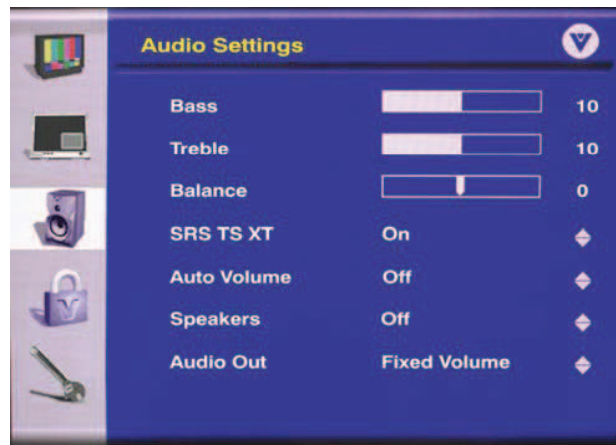 Audio Settings
Bass 10
Treble 10
Balance 0
SRS TS XT On
Auto Volume Off
Speakers Off
Audio Out Fixed Volume